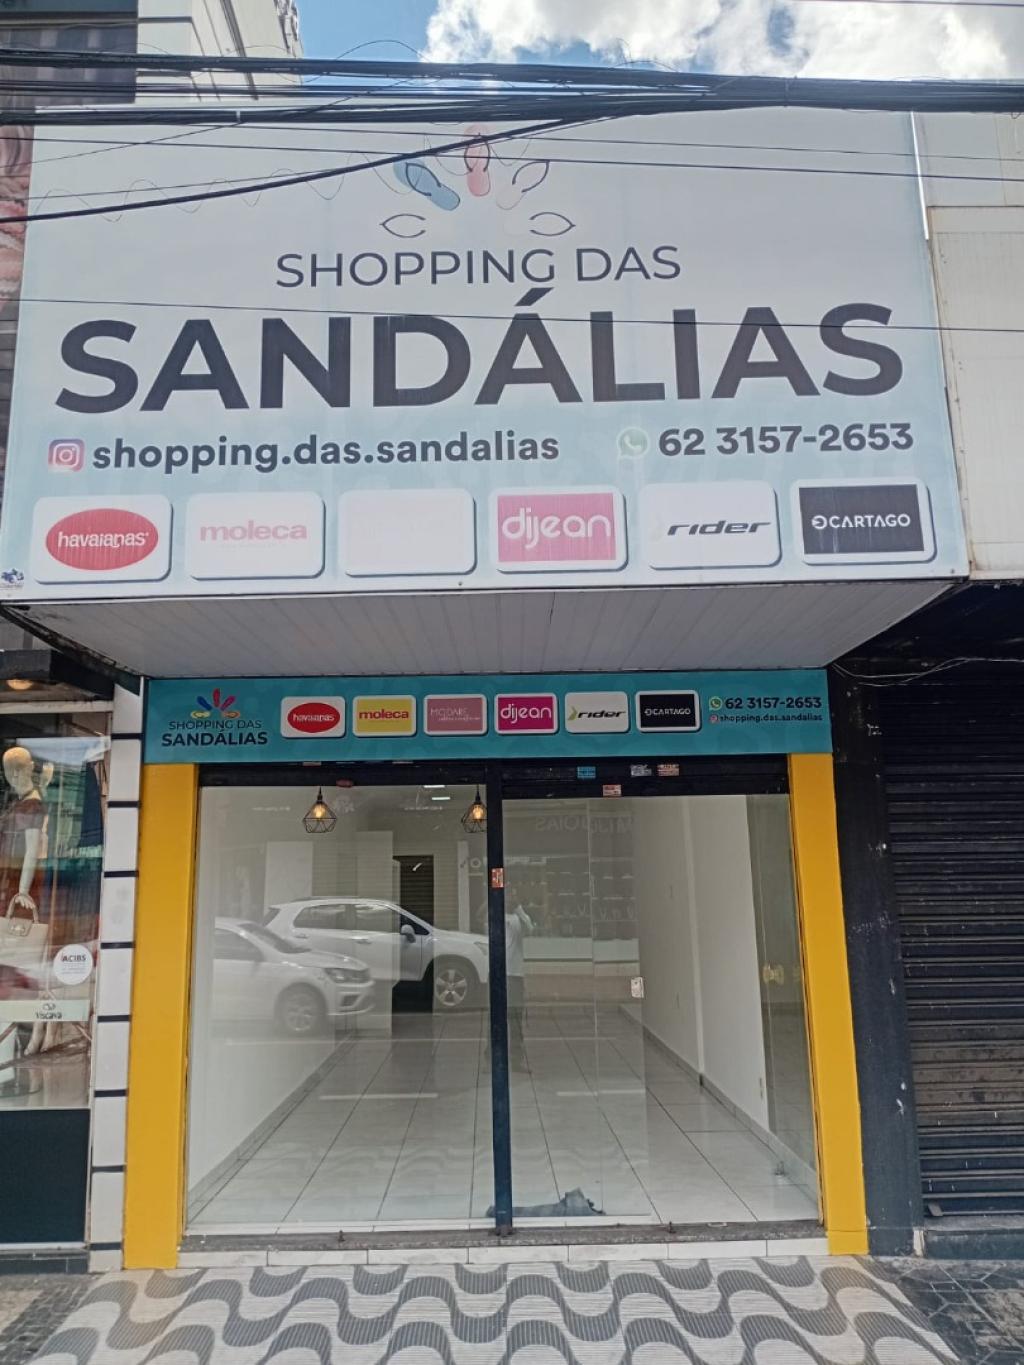 SHOPPING DAS
SANDÁLIAS
shopping.das.sandalias 62 3157-2653
havaianas moleca dijean rider CARTAGO
SHOPPING DAS
SANDÁLIAS
havaianas moleca MODARE dijean rider CARTAGO
62 3157-2653
shopping.das.sandalias
ACIBS